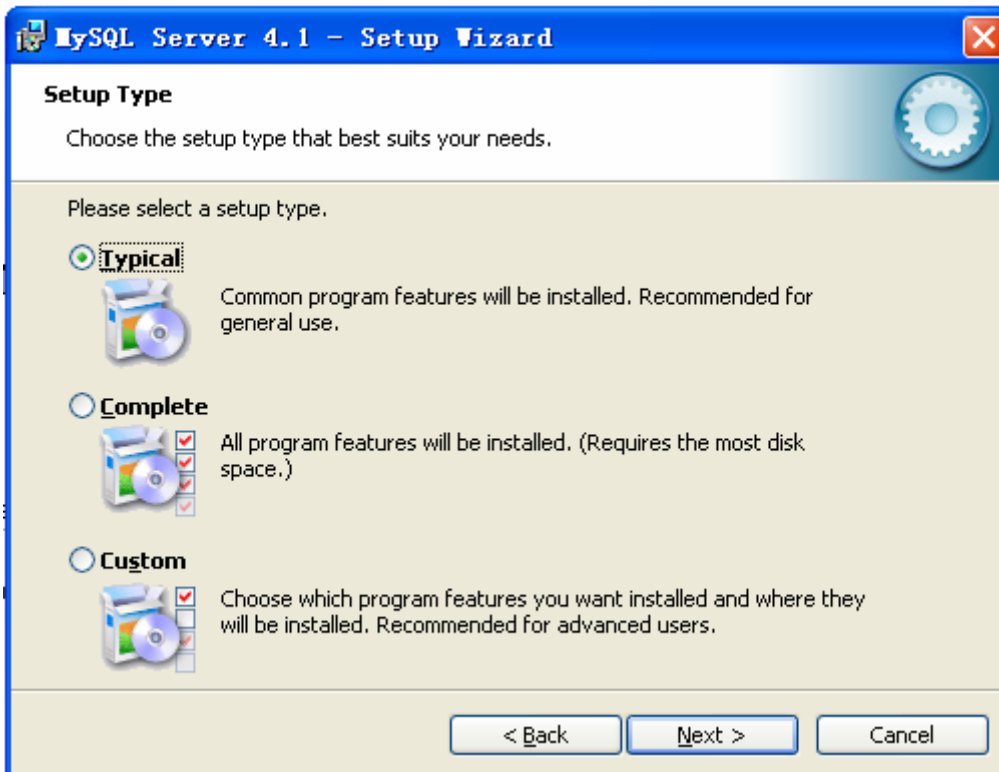 MySQL Server 4.1 - Setup Wizard
Setup Type
Choose the setup type that best suits your needs.
Please select a setup type.
Typical
Common program features will be installed. Recommended for
general use.
Complete
All program features will be installed. (Requires the most disk
space.)
Custom
Choose which program features you want installed and where they
will be installed. Recommended for advanced users.
< Back Next > Cancel